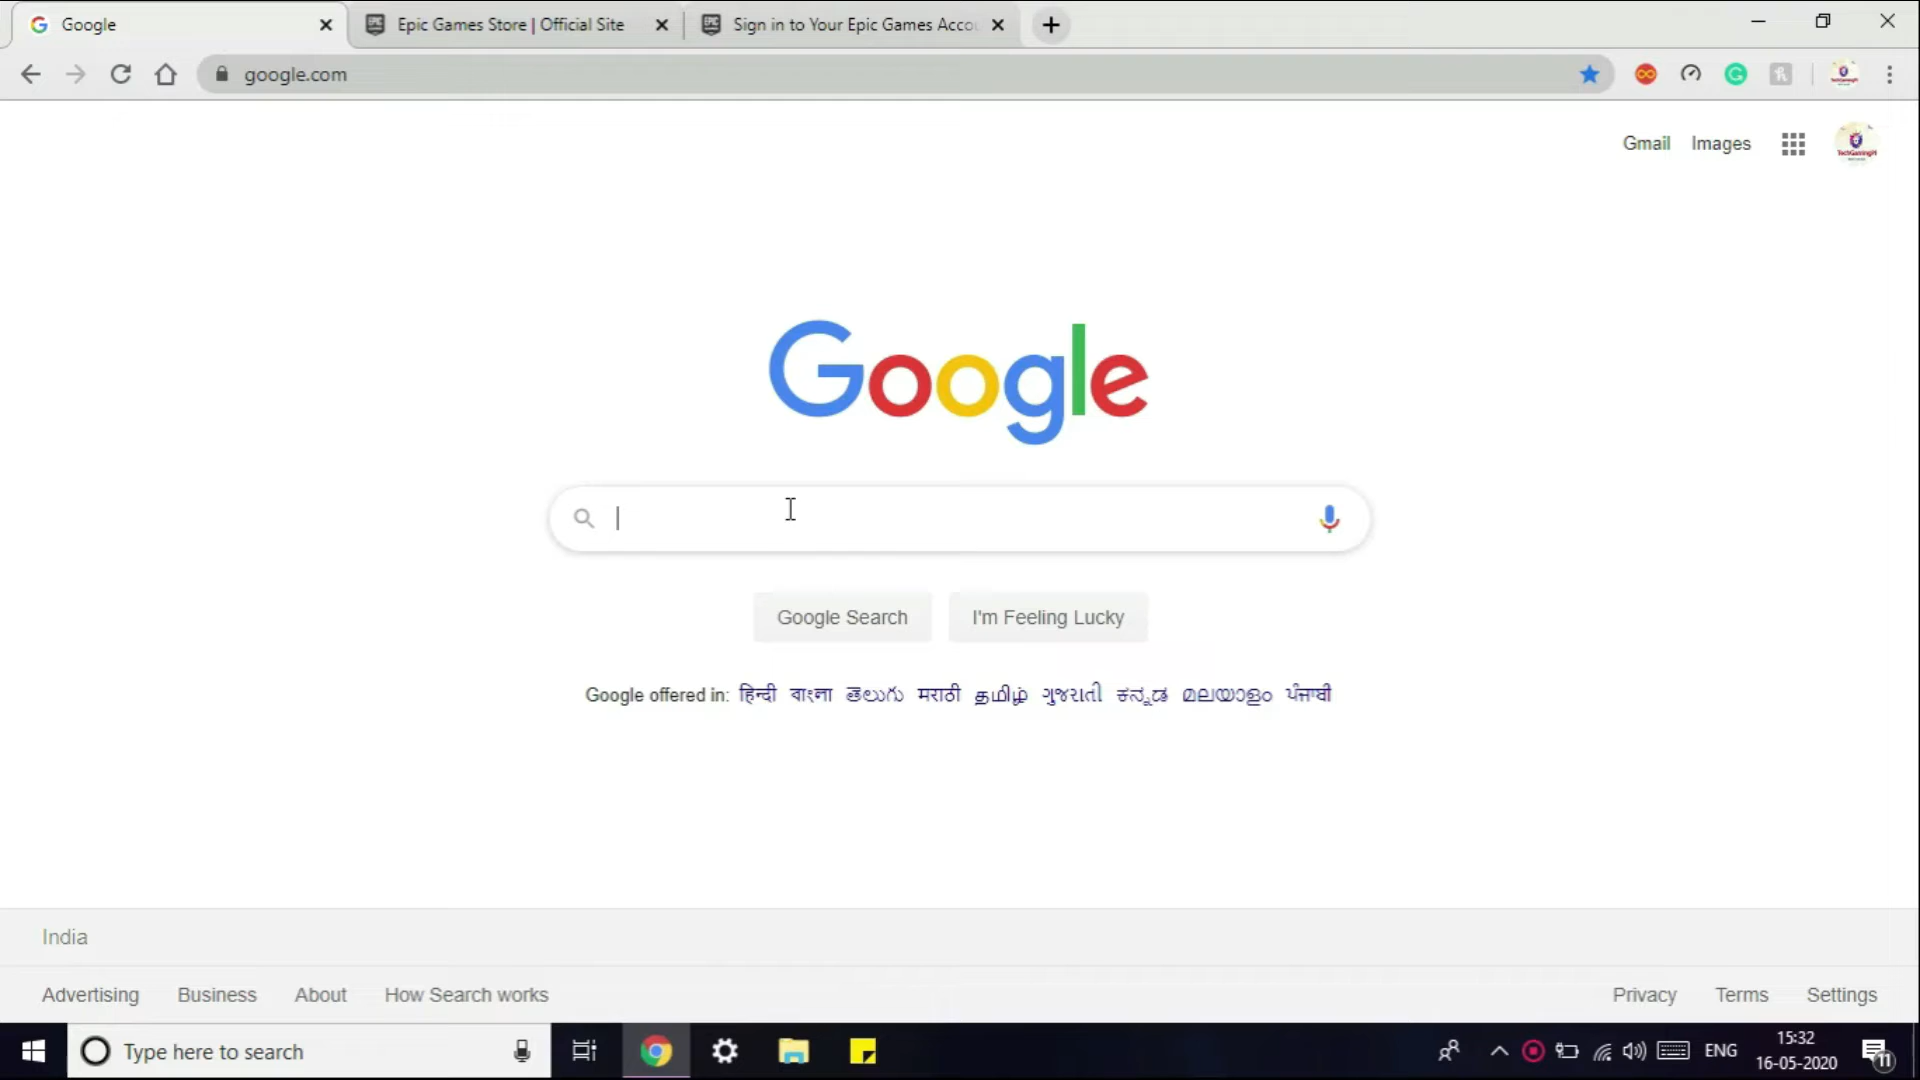 Google
Epic Games Store | Official Site
Sign in to Your Epic Games Acco
google.com
Gmail Images
TechGamingPi
Google
Google Search
I'm Feeling Lucky
Google offered in: हिन्दी বাংলা తెలుగు मराठी தமிழ் ગુજરાતી ಕನ್ನಡ മലയാളം ਪੰਜਾਬੀ
India
Advertising Business About How Search works
Privacy Terms Settings
Type here to search
ENG
15:32
16-05-2020
11